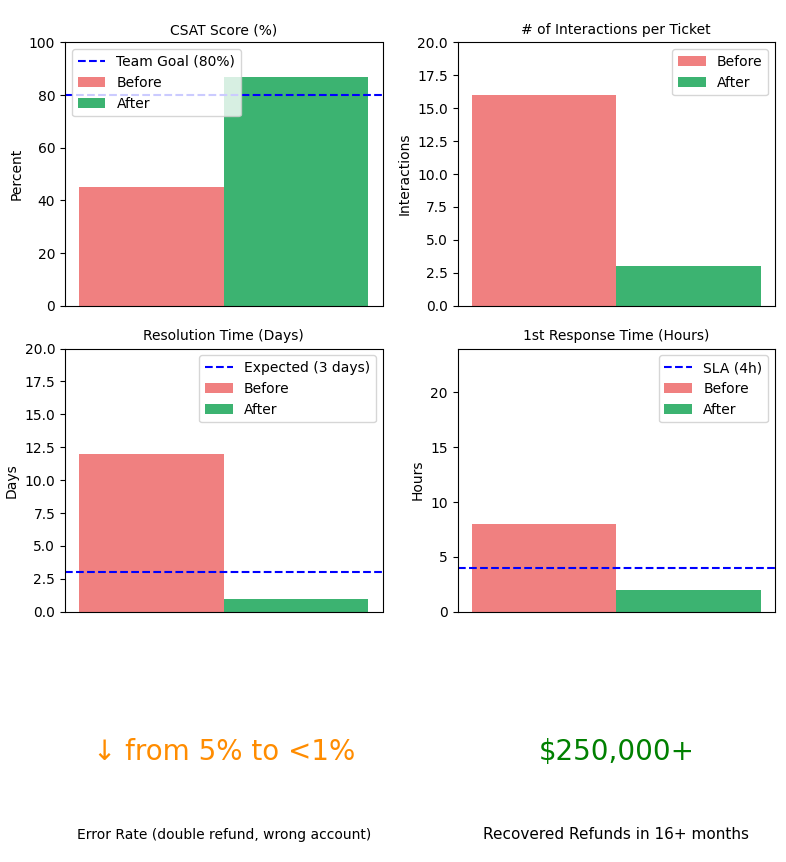 CSAT Score (%)
100
80
60
40
20
0
Percent
Team Goal (80%)
Before
After
# of Interactions per Ticket
20.0
17.5
15.0
12.5
10.0
7.5
5.0
2.5
0.0
Interactions
Before
After
Resolution Time (Days)
20.0
17.5
15.0
12.5
10.0
7.5
5.0
2.5
0.0
Days
Expected (3 days)
Before
After
1st Response Time (Hours)
20
15
10
5
0
Hours
SLA (4h)
Before
After
↓ from 5% to <1%
Error Rate (double refund, wrong account)
$250,000+
Recovered Refunds in 16+ months